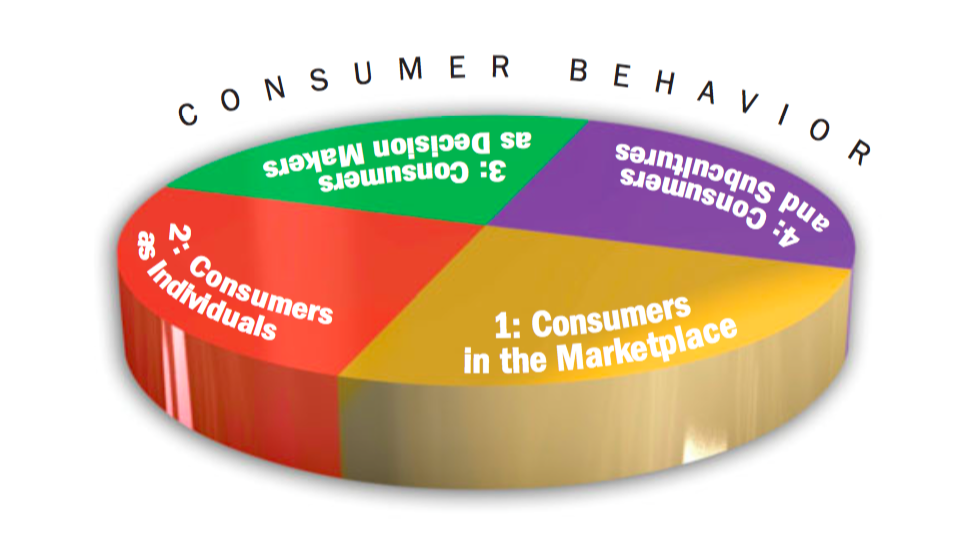 CONSUMER BEHAVIOR
3: Consumers
as Decision Makers
4: Consumers
and Subcultures
2: Consumers
as Individuals
1: Consumers
in the Marketplace